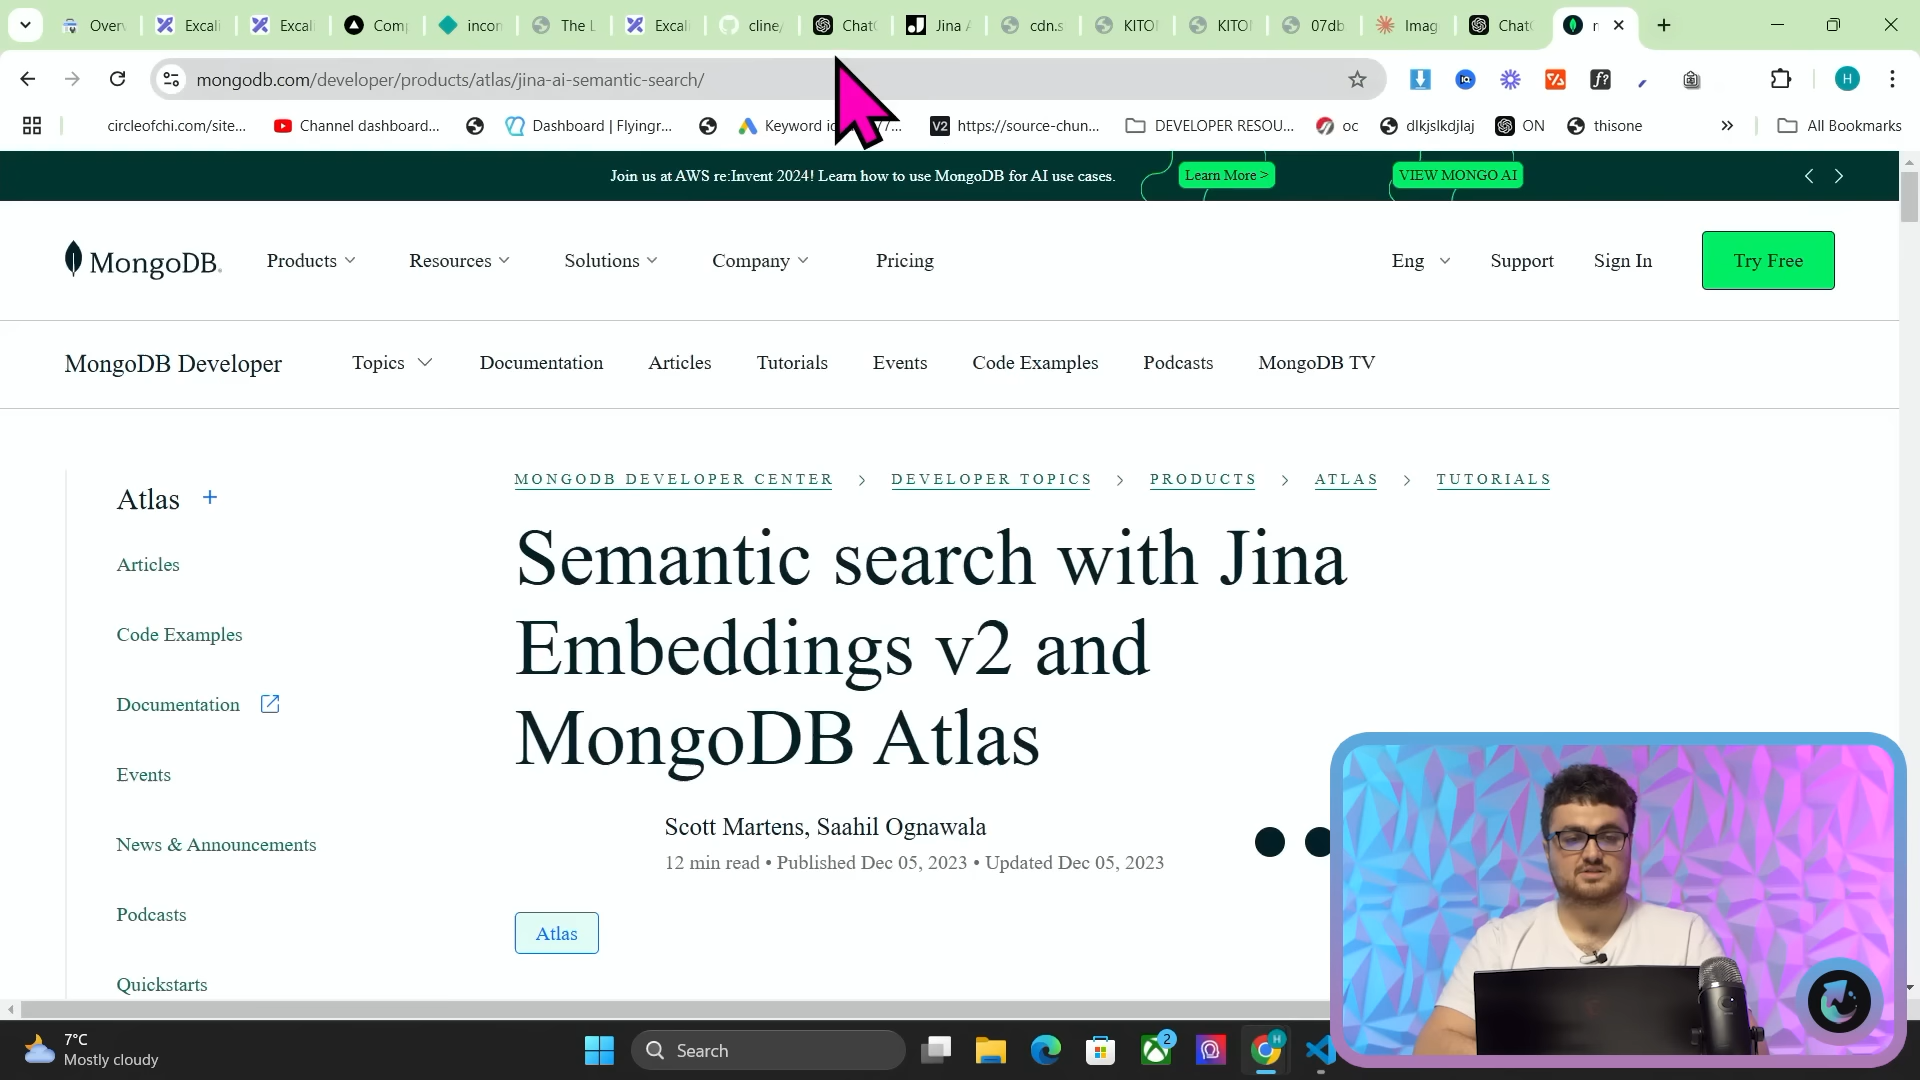 Over
Excali
Excali
Comp
incon
The L
Excali
cline/
Chat
Jina A
cdn.s
KITO
KITO
07db
Imag
Chat
mongodb.com/developer/products/atlas/jina-ai-semantic-search/
H
circleofchi.com/site...
Channel dashboard...
Dashboard | Flyingr...
Keyword
https://source-chun...
DEVELOPER RESOU...
oc
dlkjslkdjlaj
ON
thisone
All Bookmarks
Join us at AWS re:Invent 2024! Learn how to use MongoDB for AI use cases.
Learn More >
VIEW MONGO AI
MongoDB.
Products
Resources
Solutions
Company
Pricing
Eng
Support
Sign In
Try Free
MongoDB Developer
Topics
Documentation
Articles
Tutorials
Events
Code Examples
Podcasts
MongoDB TV
MONGODB DEVELOPER CENTER > DEVELOPER TOPICS > PRODUCTS > ATLAS > TUTORIALS
Atlas +
Articles
Code Examples
Documentation
Events
News & Announcements
Podcasts
Quickstarts
Semantic search with Jina
Embeddings v2 and
MongoDB Atlas
Scott Martens, Saahil Ognawala
12 min read • Published Dec 05, 2023 • Updated Dec 05, 2023
Atlas
7°C
Mostly cloudy
Search
2
H